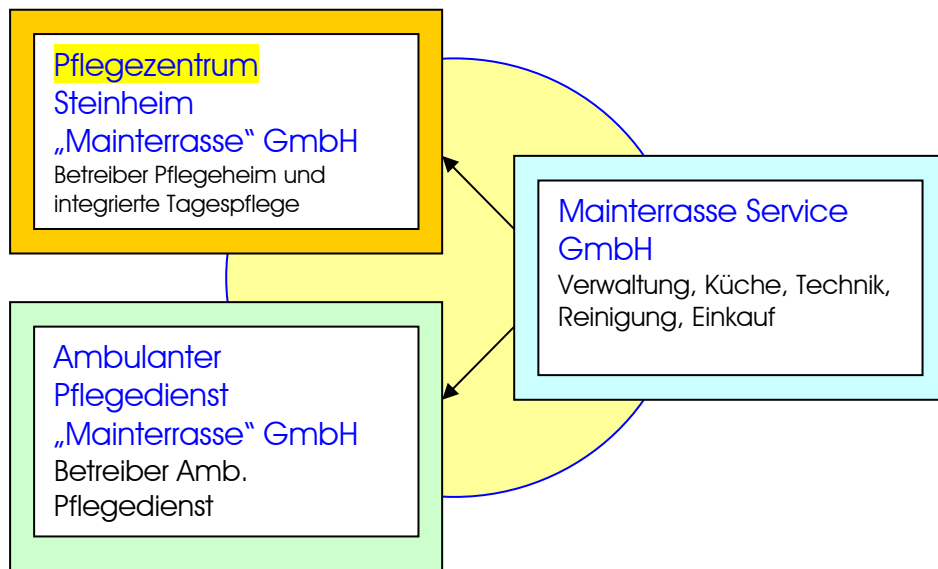 Pflegezentrum
Steinheim
„Mainterrasse“ GmbH
Betreiber Pflegeheim und
integrierte Tagespflege
Mainterrasse Service
GmbH
Verwaltung, Küche, Technik,
Reinigung, Einkauf
Ambulanter
Pflegedienst
„Mainterrasse“ GmbH
Betreiber Amb.
Pflegedienst